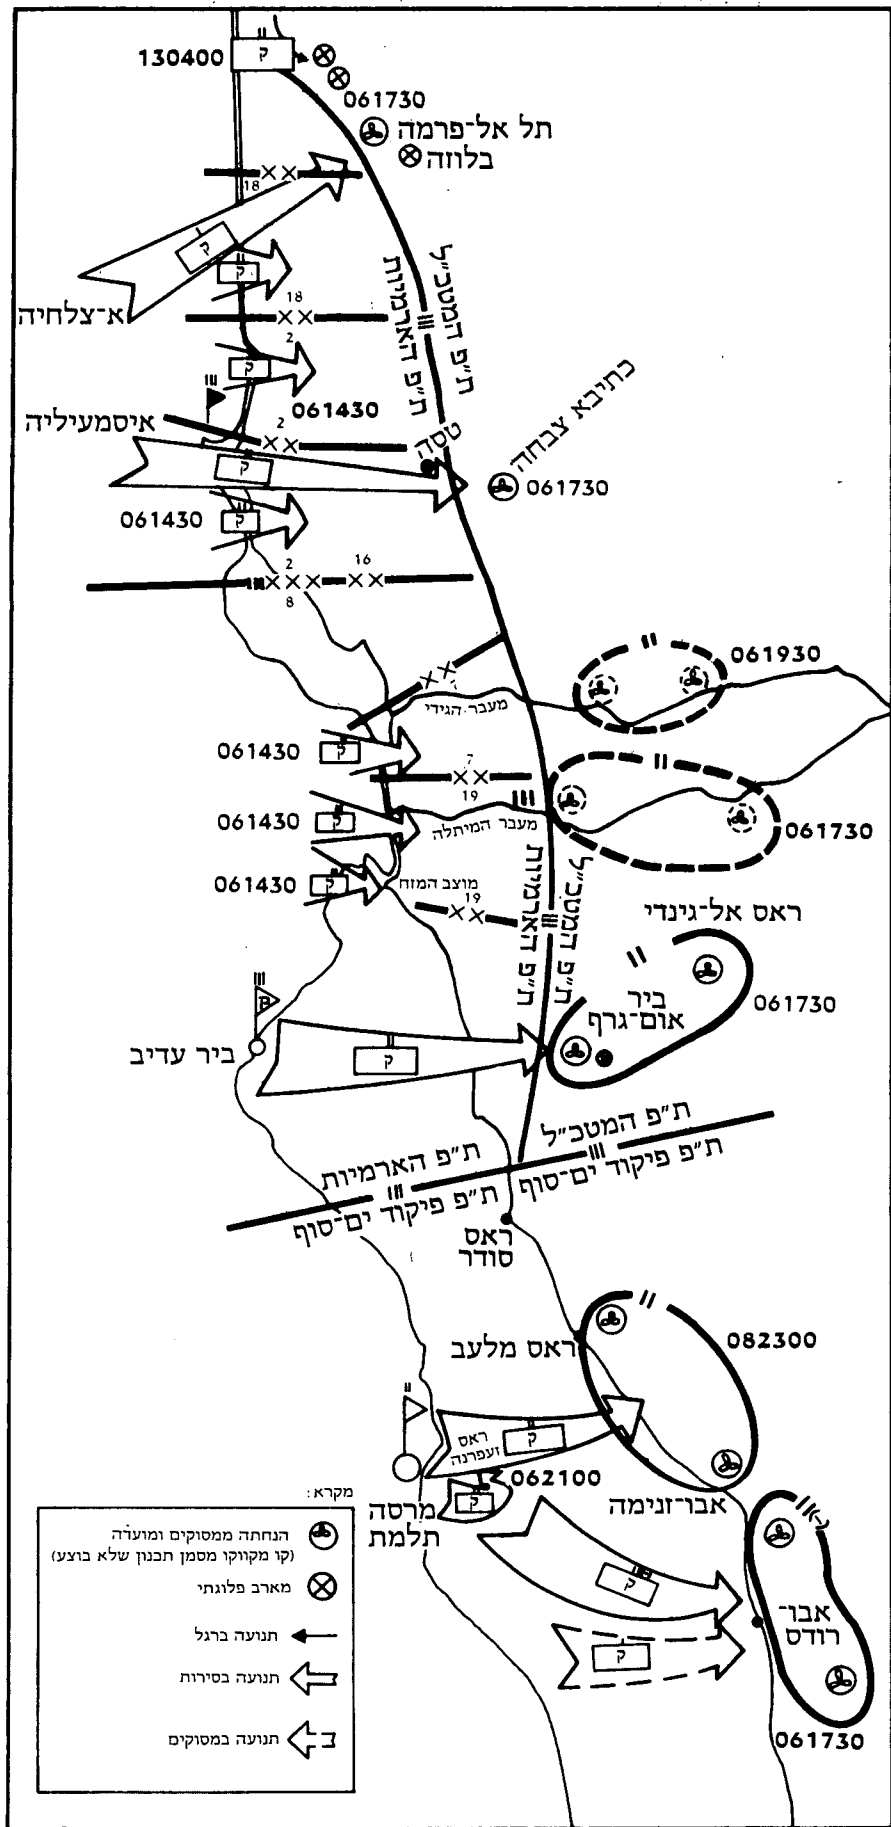 130400
ק
061730
תל אל־פרמה
בלוזה
18
ק
ק
א־צלחיה
18
2
ת״פ המטכ״ל
ת״פ הארמיות
ק
061430
איסמעיליה
2
טסה
כתיבא צבחה
061730
ק
061430
ק
2
16
8
061930
מעבר הגידי
061430
ק
7
19
061430
ק
מעבר המיתלה
061730
061430
ק
מוצב המזח
19
ת״פ המטכ״ל
ת״פ הארמיות
ראס אל־גינדי
061730
ביר
אום־גרף
ק
ביר עדיב
ק
ת״פ המטכ״ל
ת״פ הארמיות
ת״פ פיקוד ים־סוף
ת״פ פיקוד ים־סוף
ראס
סודר
ראס מלעב
082300
ראס
זעפרנה
ק
062100
ק
מרסה
תלמת
אבו־זנימה
(-)
ק
אבו־
רודס
ק
061730
מקרא:
הנחתה ממסוקים ומועדה
(קו מקווקו מסמן תכנון שלא בוצע)
מארב פלוגתי
תנועה ברגל
תנועה בסירות
תנועה במסוקים